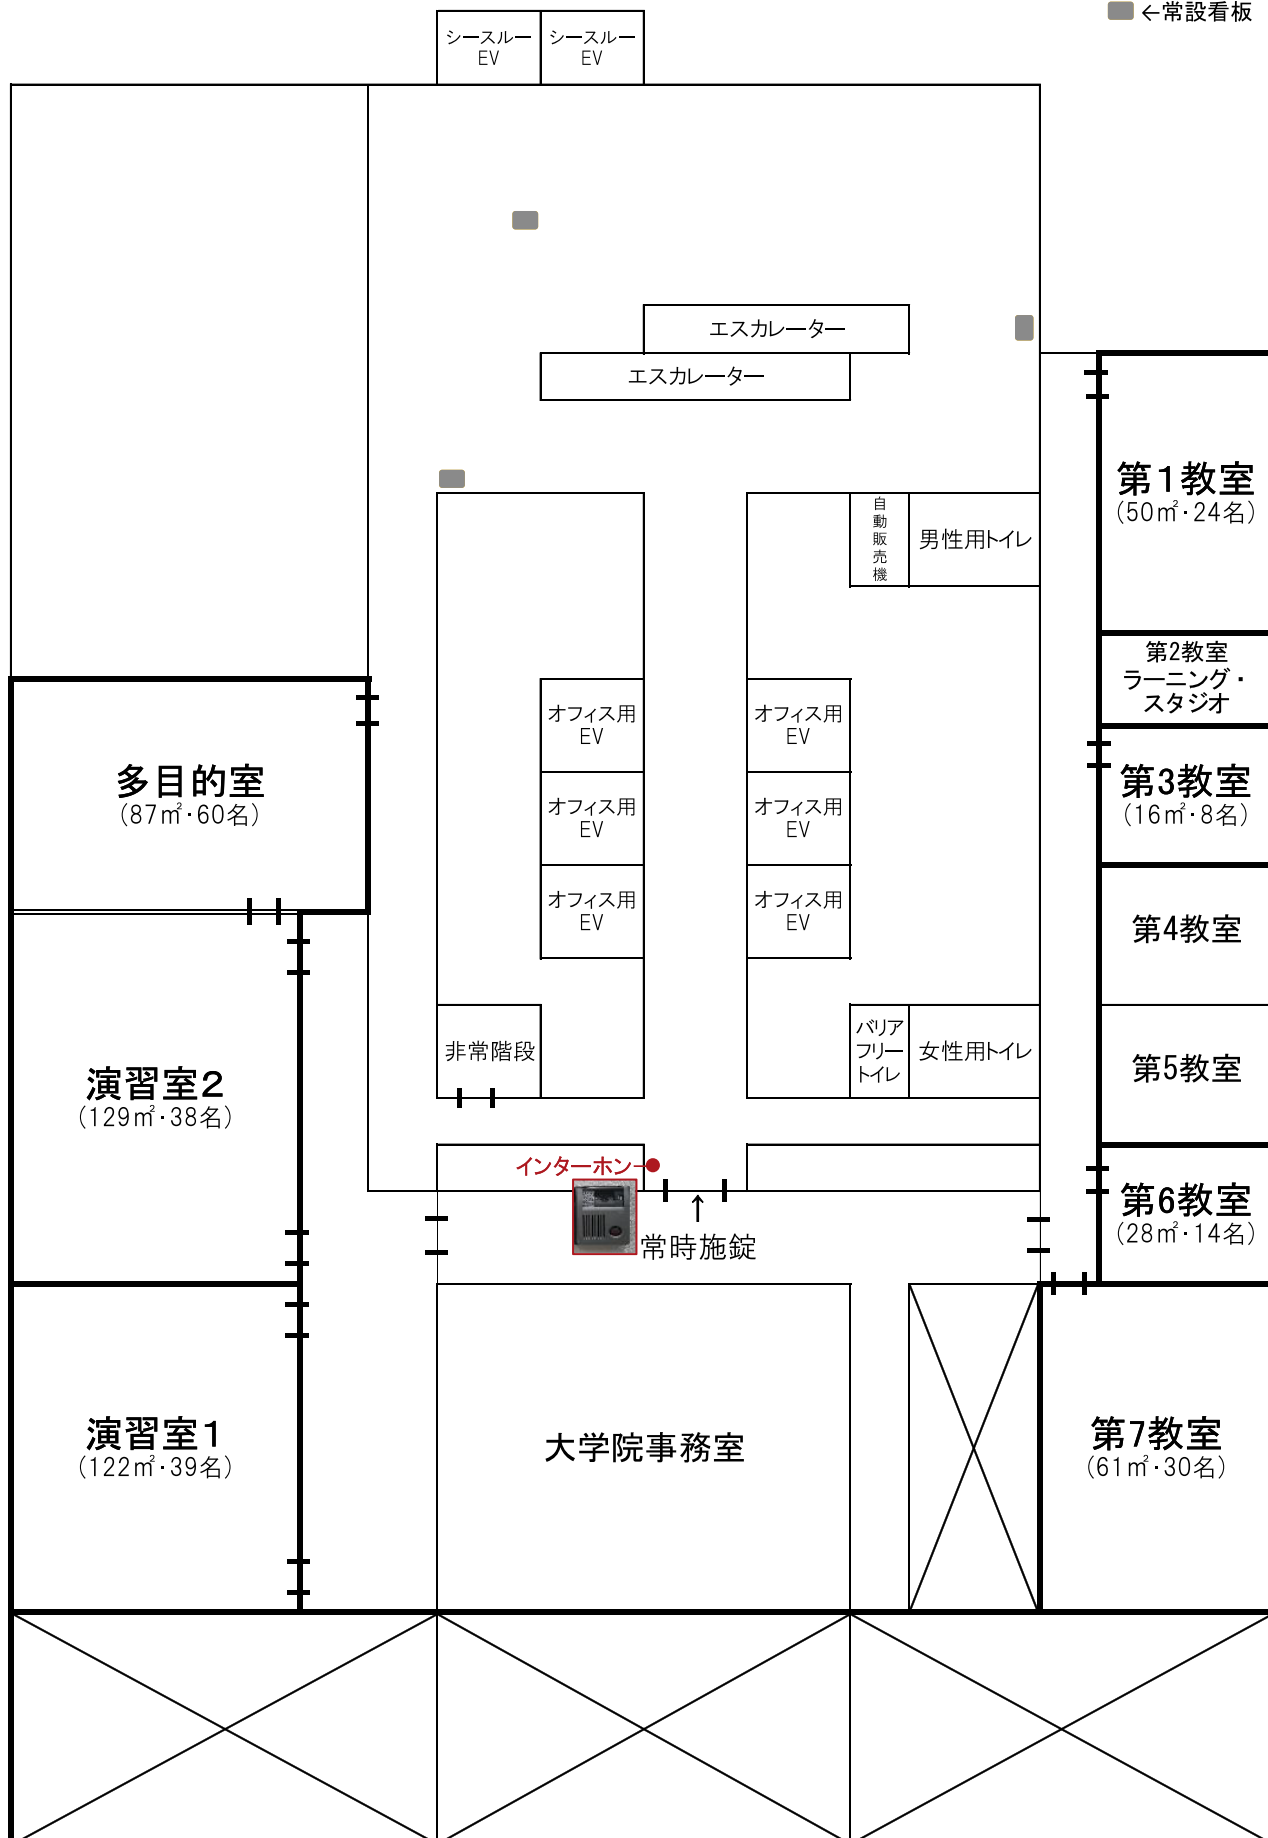 ←常設看板
シースルー
EV
シースルー
EV
エスカレーター
エスカレーター
第1教室
(50㎡・24名)
自動販売機
男性用トイレ
第2教室
ラーニング・
スタジオ
オフィス用
EV
オフィス用
EV
多目的室
(87㎡・60名)
第3教室
(16㎡・8名)
オフィス用
EV
オフィス用
EV
オフィス用
EV
オフィス用
EV
第4教室
非常階段
バリア
フリー
トイレ
女性用トイレ
第5教室
演習室2
(129㎡・38名)
インターホン
常時施錠
第6教室
(28㎡・14名)
演習室1
(122㎡・39名)
大学院事務室
第7教室
(61㎡・30名)